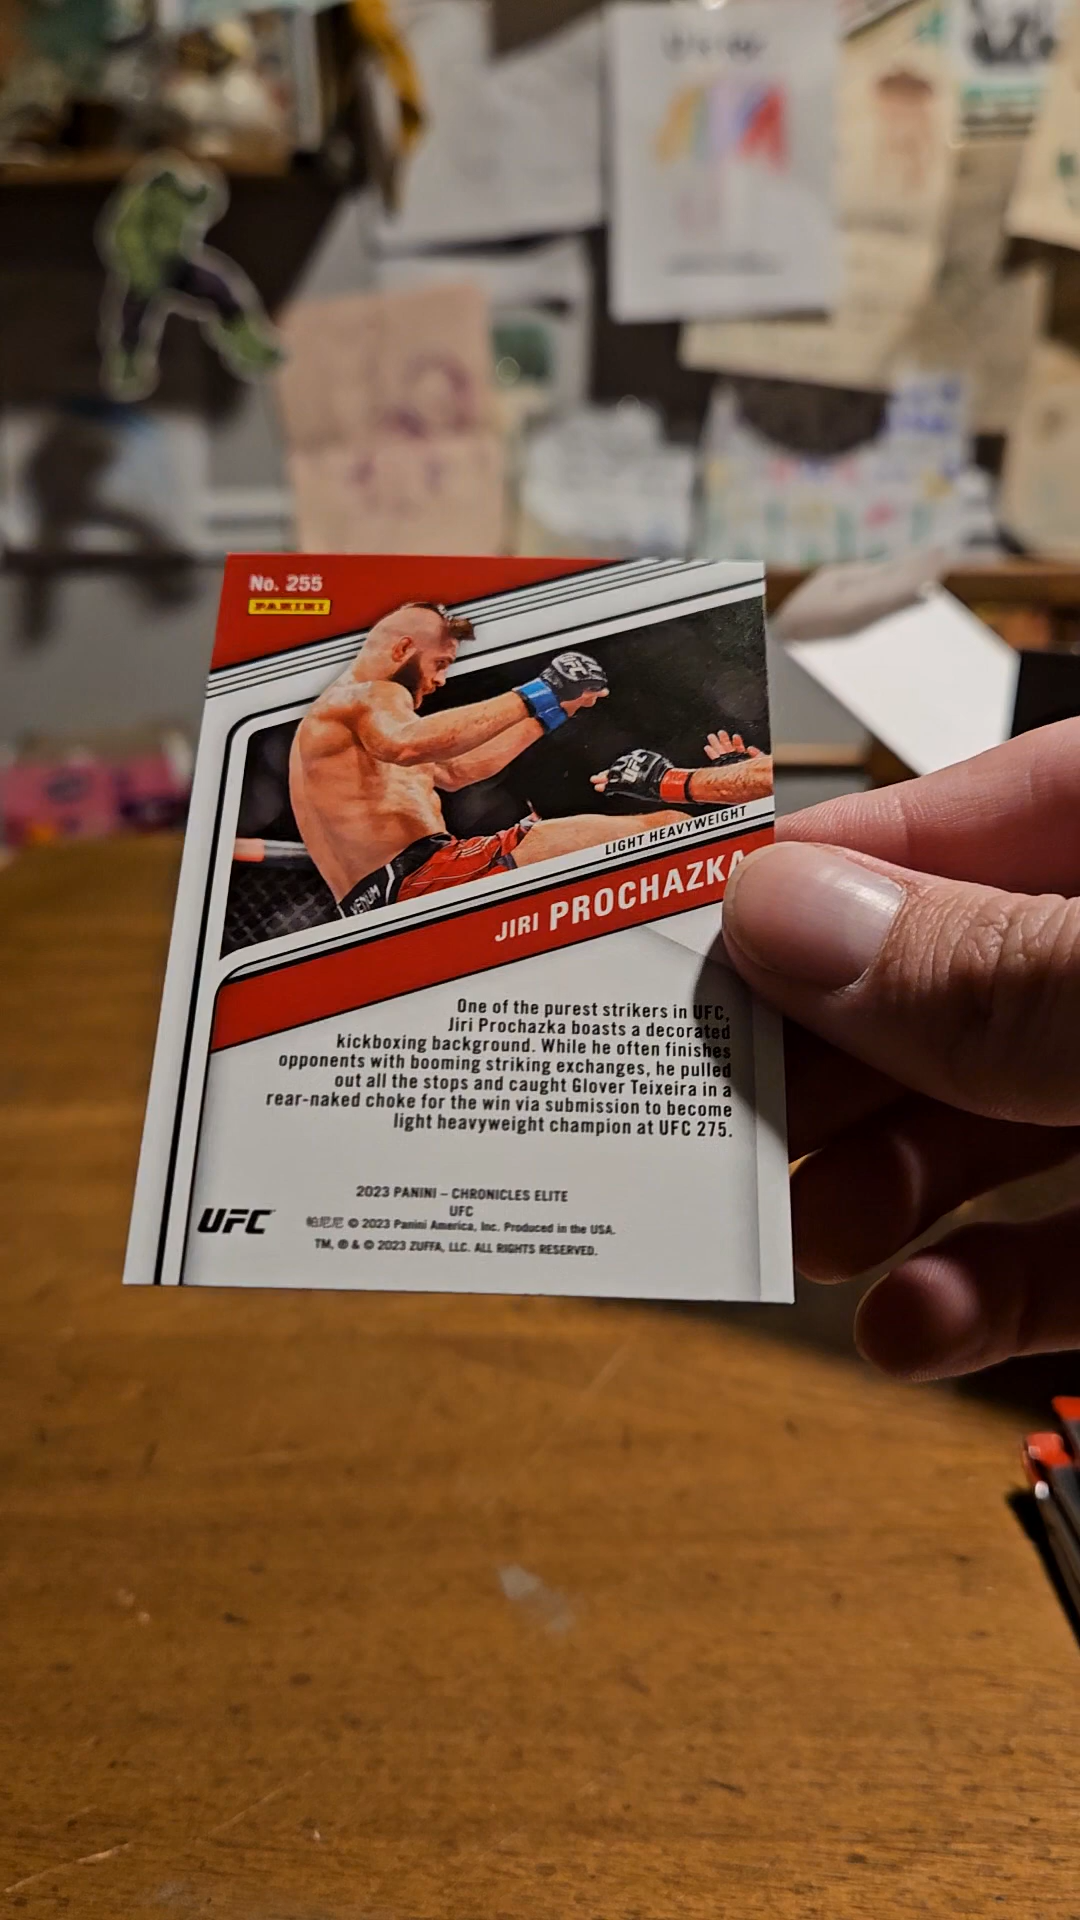 No. 255
PANINI
UFC
UFC
VENUM
LIGHT HEAVYWEIGHT
JIRI PROCHAZKA
One of the purest strikers in UFC,
Jiri Prochazka boasts a decorated
kickboxing background. While he often finishes
opponents with booming striking exchanges, he pulled
out all the stops and caught Glover Teixeira in a
rear-naked choke for the win via submission to become
light heavyweight champion at UFC 275.
2023 PANINI – CHRONICLES ELITE
UFC
UFC
帕尼尼 © 2023 Panini America, Inc. Produced in the USA.
TM, ® & © 2023 ZUFFA, LLC. ALL RIGHTS RESERVED.